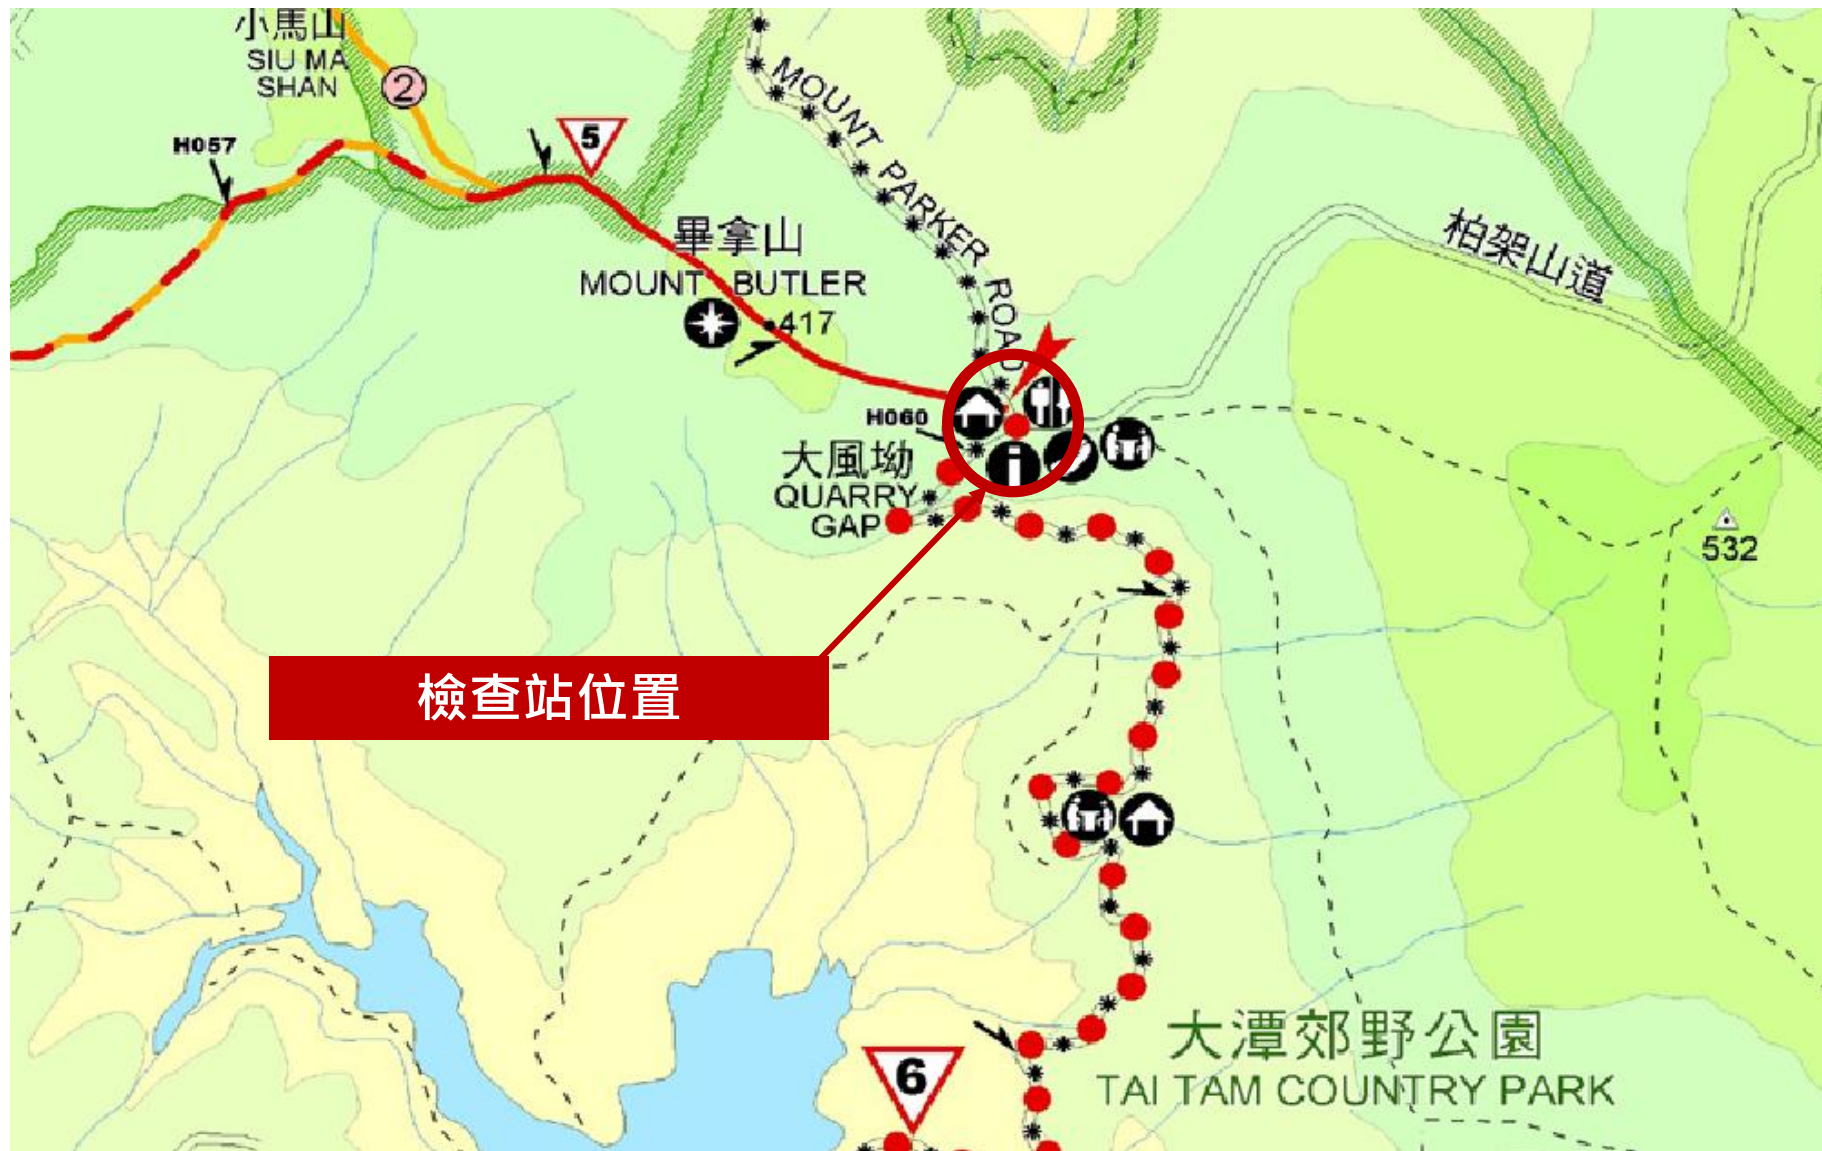 小馬山
SIU MA
SHAN
2
H057
5
MOUNT PARKER ROAD
畢拿山
MOUNT BUTLER
417
柏架山道
H060
大風坳
QUARRY
GAP
532
檢查站位置
大潭郊野公園
TAI TAM COUNTRY PARK
6